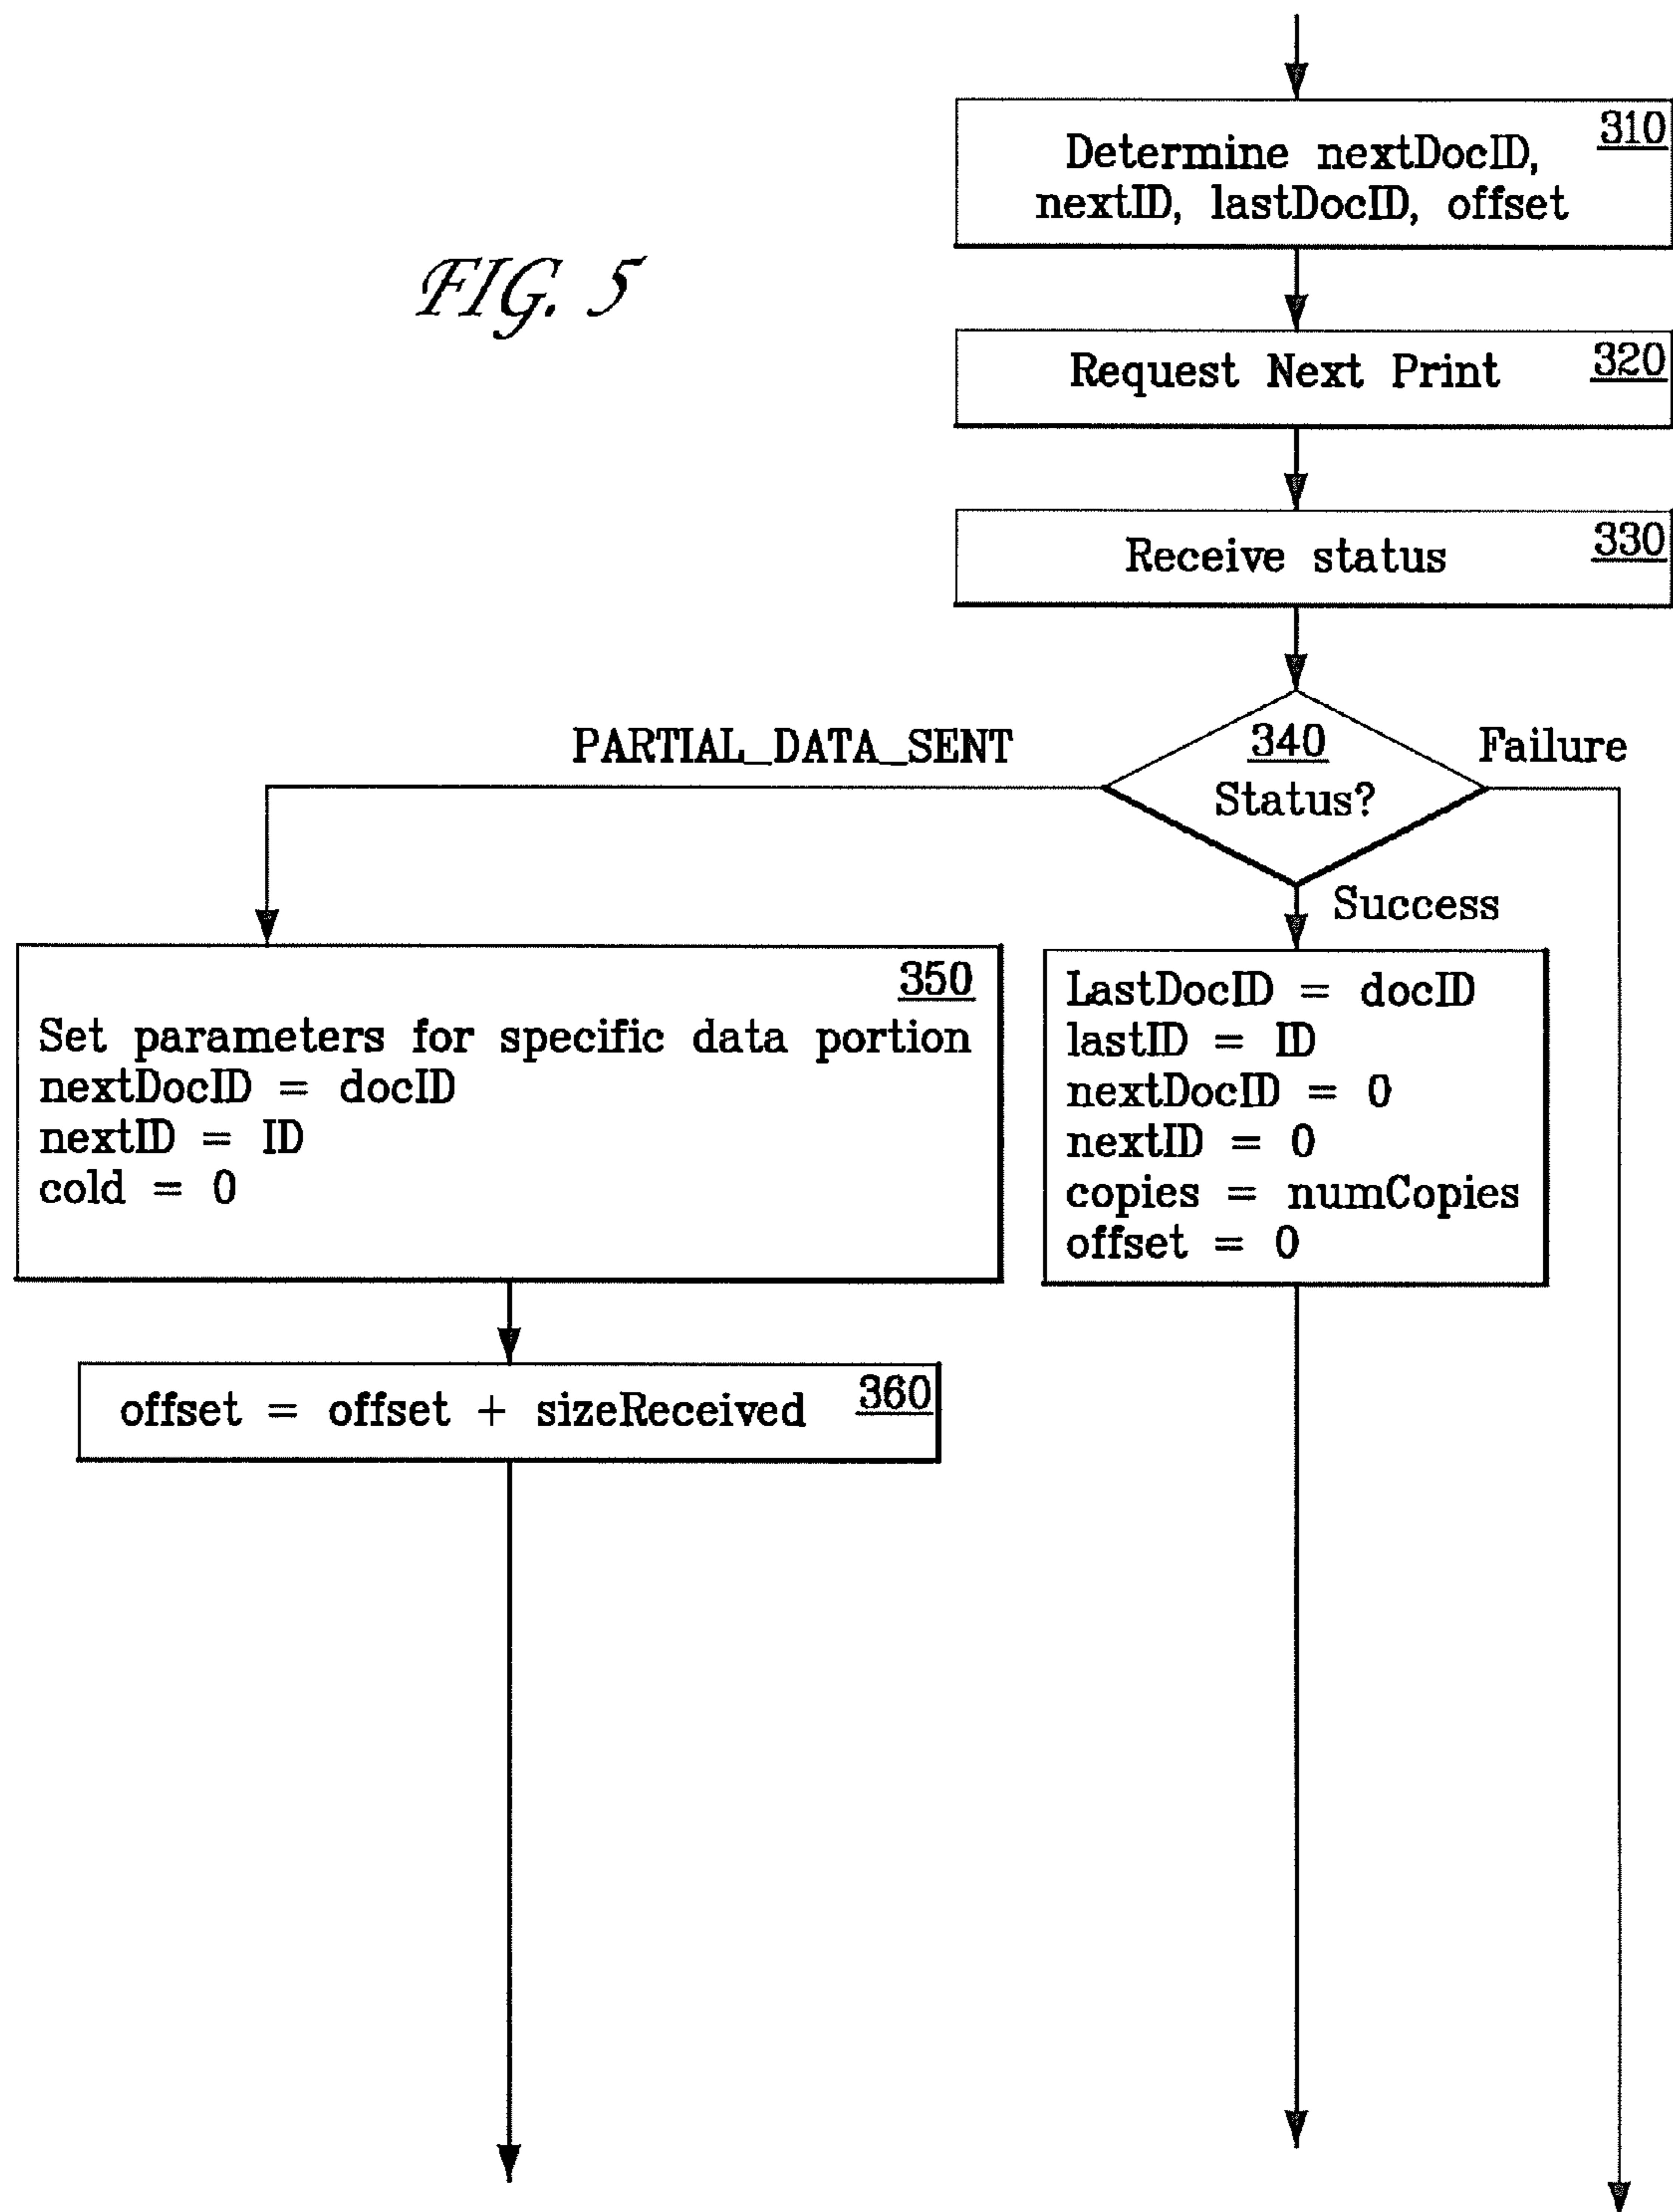 310
Determine nextDocID,
nextID, lastDocID, offset
FIG. 5
Request Next Print 320
Receive status 330
PARTIAL_DATA_SENT
340
Status?
Failure
Success
350
Set parameters for specific data portion
nextDocID = docID
nextID = ID
cold = 0
LastDocID = docID
lastID = ID
nextDocID = 0
nextID = 0
copies = numCopies
offset = 0
offset = offset + sizeReceived 360